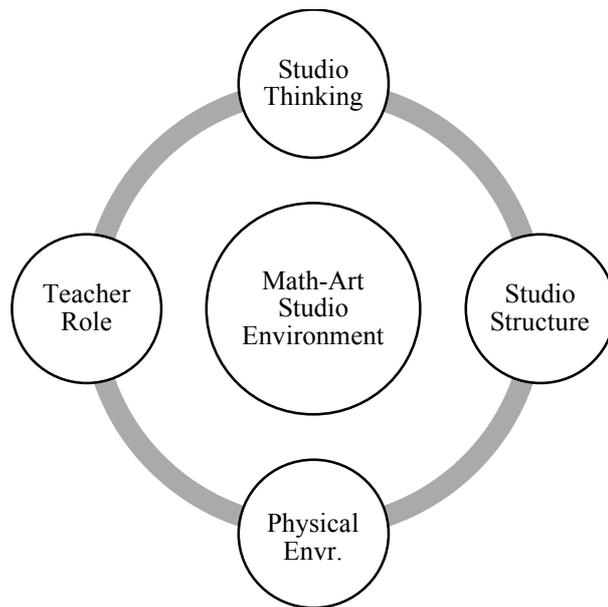 Studio
Thinking
Teacher
Role
Math-Art
Studio
Environment
Studio
Structure
Physical
Envr.